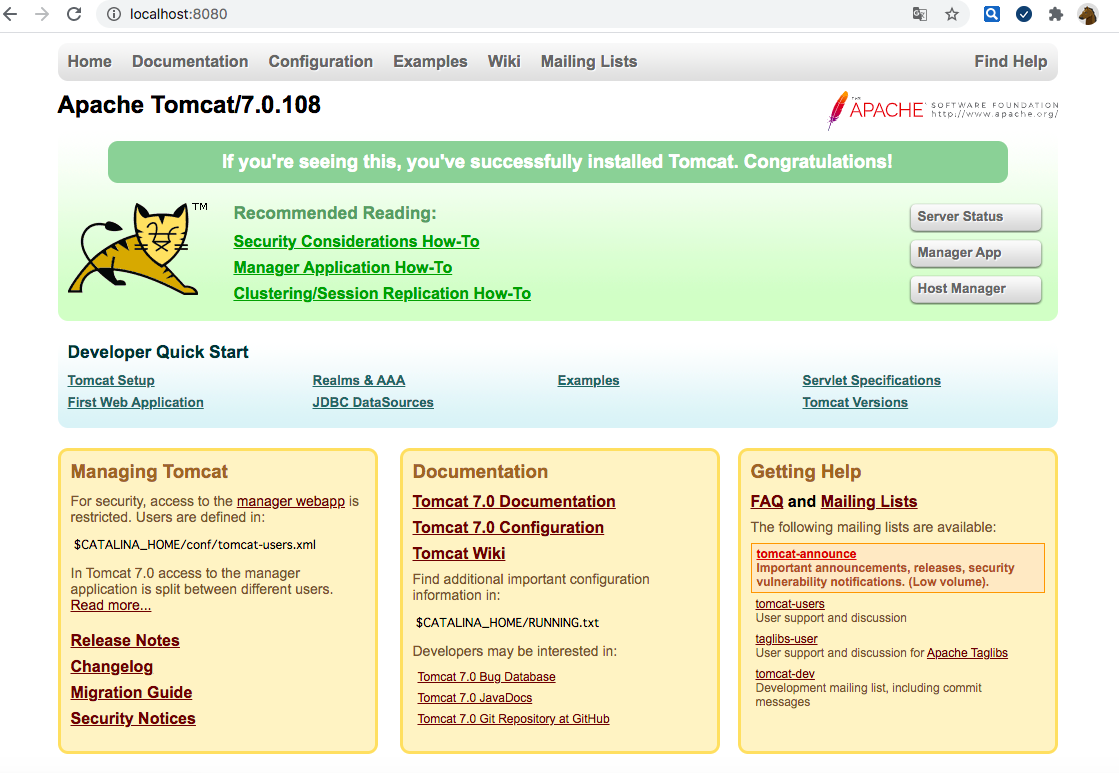 localhost:8080
Home Documentation Configuration Examples Wiki Mailing Lists Find Help
Apache Tomcat/7.0.108
THE APACHE SOFTWARE FOUNDATION
http://www.apache.org/
If you're seeing this, you've successfully installed Tomcat. Congratulations!
TM
Recommended Reading:
Security Considerations How-To
Manager Application How-To
Clustering/Session Replication How-To
Server Status
Manager App
Host Manager
Developer Quick Start
Tomcat Setup
First Web Application
Realms & AAA
JDBC DataSources
Examples
Servlet Specifications
Tomcat Versions
Managing Tomcat
For security, access to the manager webapp is
restricted. Users are defined in:
$CATALINA_HOME/conf/tomcat-users.xml
In Tomcat 7.0 access to the manager
application is split between different users.
Read more...
Release Notes
Changelog
Migration Guide
Security Notices
Documentation
Tomcat 7.0 Documentation
Tomcat 7.0 Configuration
Tomcat Wiki
Find additional important configuration
information in:
$CATALINA_HOME/RUNNING.txt
Developers may be interested in:
Tomcat 7.0 Bug Database
Tomcat 7.0 JavaDocs
Tomcat 7.0 Git Repository at GitHub
Getting Help
FAQ and Mailing Lists
The following mailing lists are available:
tomcat-announce
Important announcements, releases, security
vulnerability notifications. (Low volume).
tomcat-users
User support and discussion
taglibs-user
User support and discussion for Apache Taglibs
tomcat-dev
Development mailing list, including commit
messages